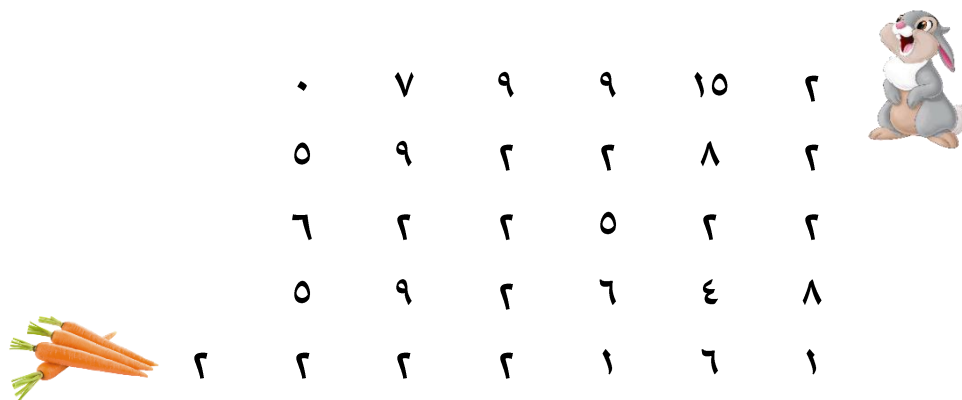 ٢ ١٥ ٩ ٩ ٧ ٠
٢ ٨ ٢ ٢ ٩ ٥
٢ ٢ ٥ ٢ ٢ ٦
٨ ٤ ٦ ٢ ٩ ٥
١ ٦ ١ ٢ ٢ ٢ ٢